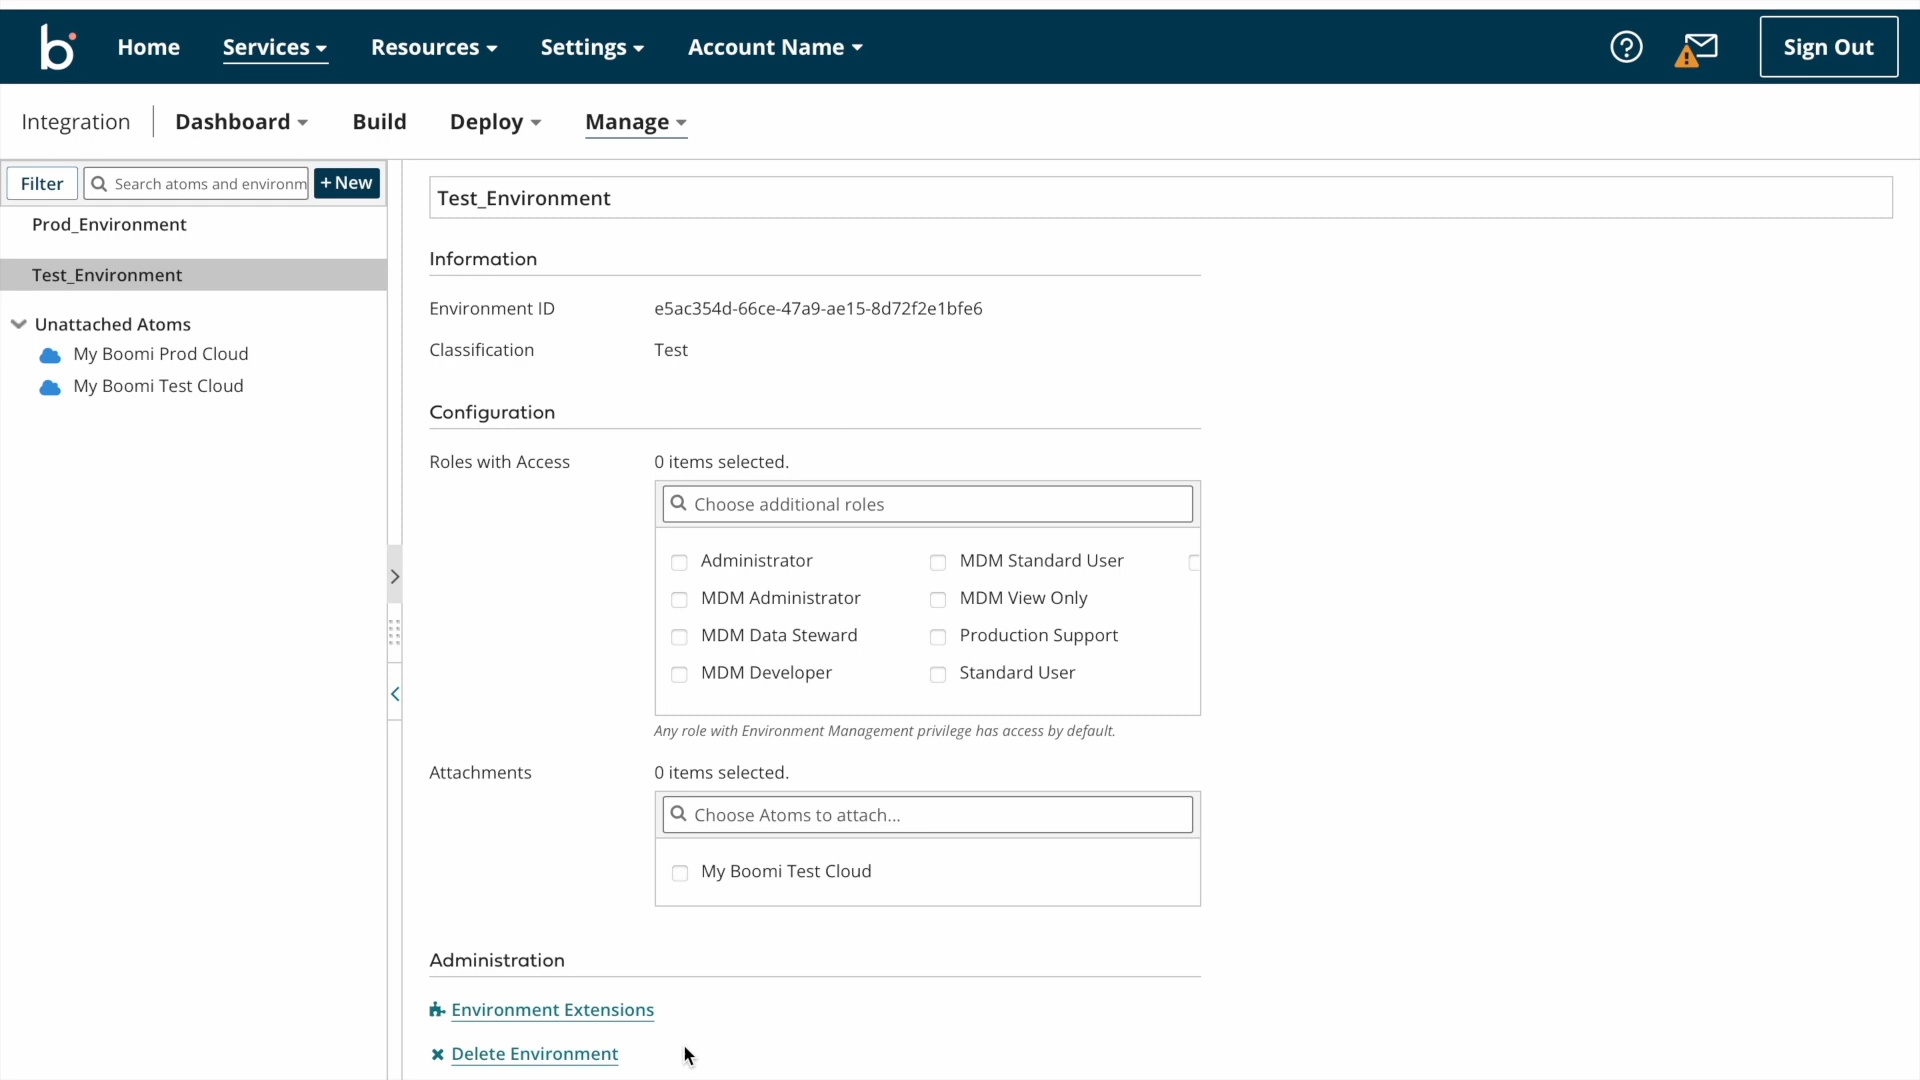 b Home Services Resources Settings Account Name Sign Out
Integration Dashboard Build Deploy Manage
Filter Search atoms and environm + New
Prod_Environment
Test_Environment
Unattached Atoms
My Boomi Prod Cloud
My Boomi Test Cloud
Test_Environment
Information
Environment ID e5ac354d-66ce-47a9-ae15-8d72f2e1bfe6
Classification Test
Configuration
Roles with Access 0 items selected.
Choose additional roles
Administrator MDM Standard User
MDM Administrator MDM View Only
MDM Data Steward Production Support
MDM Developer Standard User
Any role with Environment Management privilege has access by default.
Attachments 0 items selected.
Choose Atoms to attach...
My Boomi Test Cloud
Administration
Environment Extensions
Delete Environment